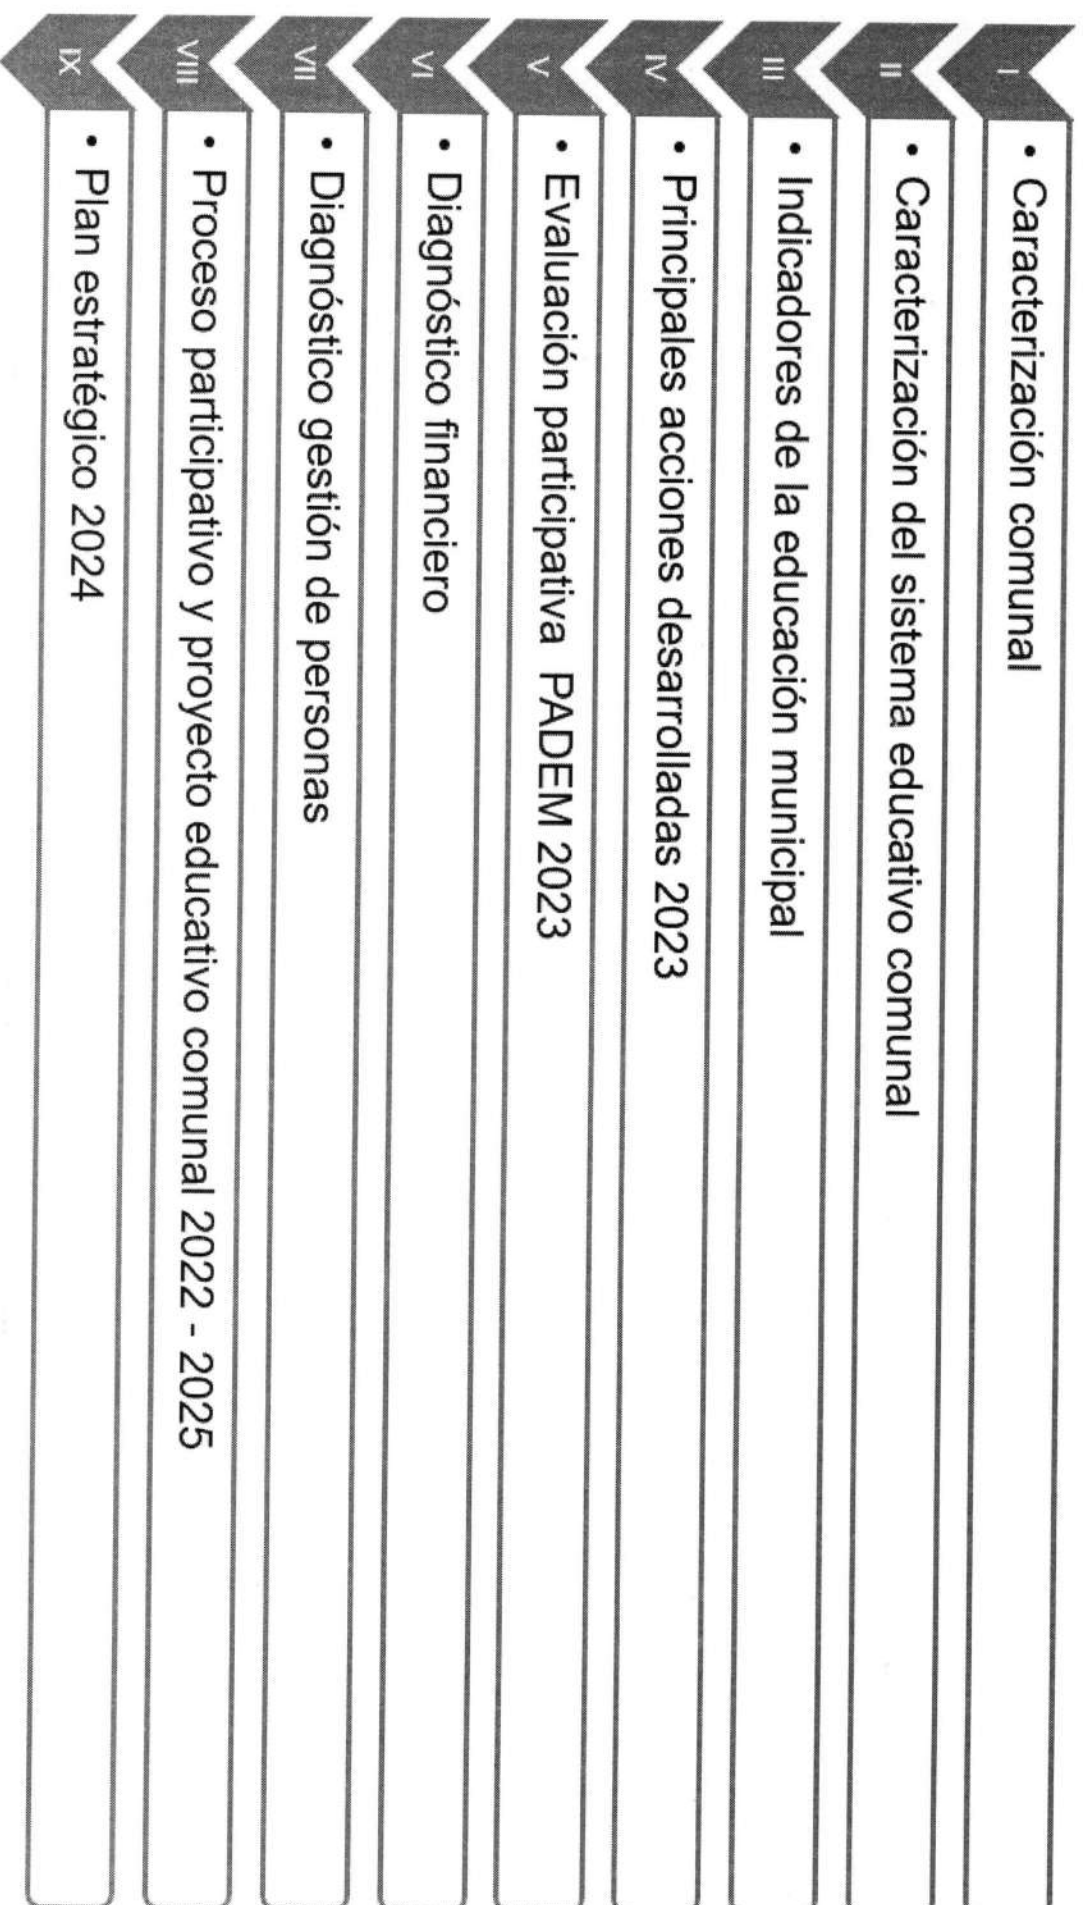 I
• Caracterización comunal
II
• Caracterización del sistema educativo comunal
III
• Indicadores de la educación municipal
IV
• Principales acciones desarrolladas 2023
V
• Evaluación participativa PADEM 2023
VI
• Diagnóstico financiero
VII
• Diagnóstico gestión de personas
VIII
• Proceso participativo y proyecto educativo comunal 2022 - 2025
IX
• Plan estratégico 2024